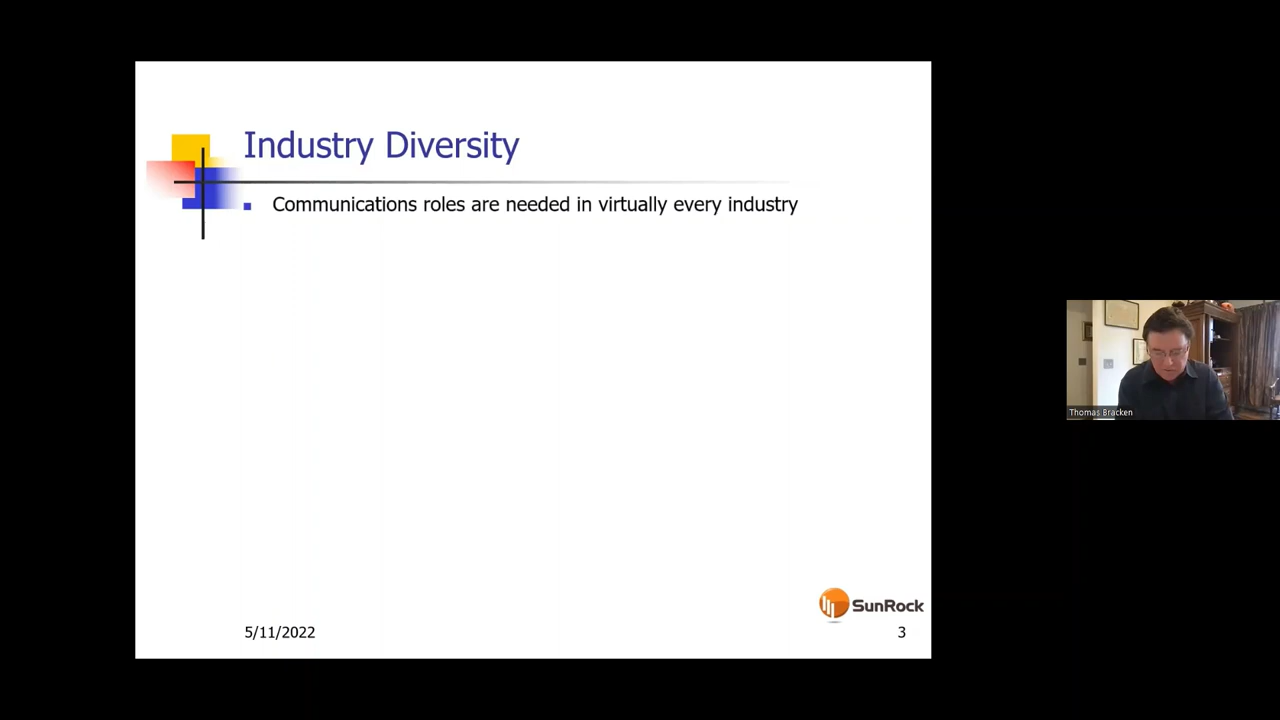 Industry Diversity
Communications roles are needed in virtually every industry
SunRock
5/11/2022
3
Thomas Bracken